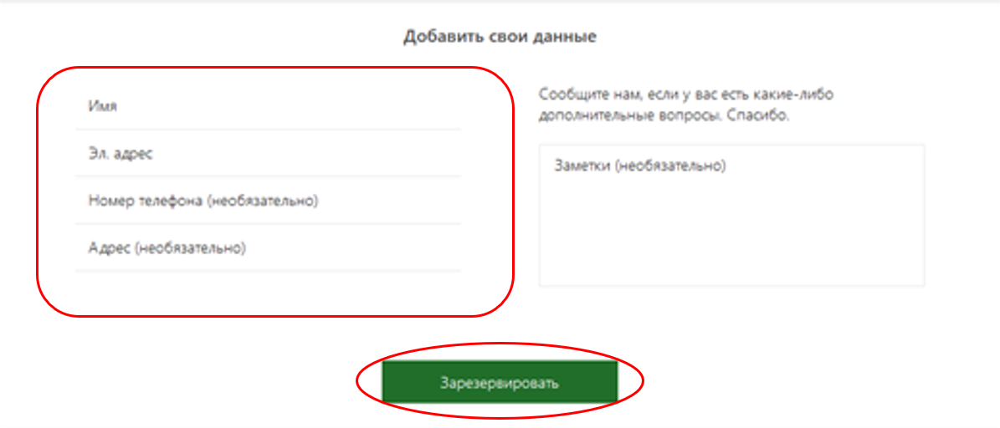 Добавить свои данные
Имя
Эл. адрес
Номер телефона (необязательно)
Адрес (необязательно)
Сообщите нам, если у вас есть какие-либо
дополнительные вопросы. Спасибо.
Заметки (необязательно)
Зарезервировать